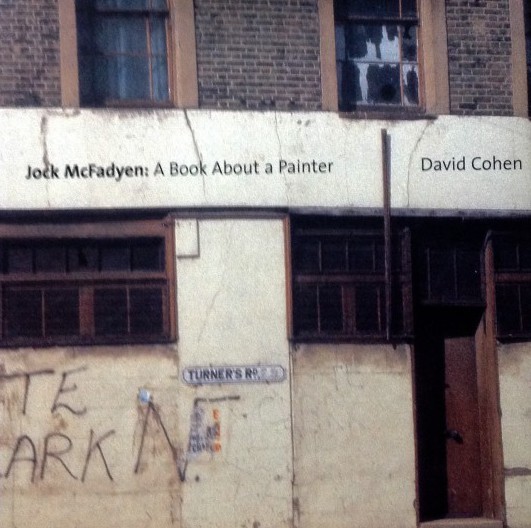 Jock McFadyen: A Book About a Painter
David Cohen
TURNER'S RD.
TE
ARK